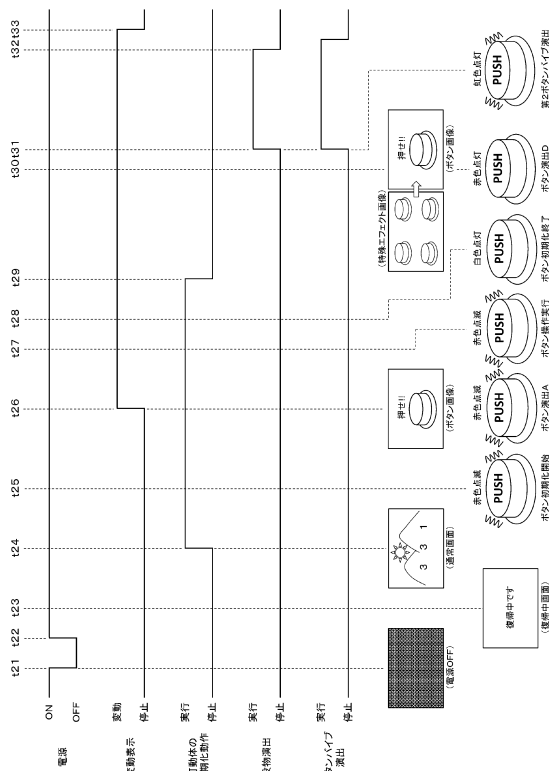 t21
t22
t23
t24
t25
t26
t27
t28
t29
t30
t31
t32
t33
電源
ON
OFF
変動表示
変動
停止
可動体の
初期化動作
実行
停止
役物演出
実行
停止
ボタンバイブ
演出
実行
停止
(電源OFF)
復帰中です
(復帰中画面)
3 3 1
(通常画面)
押せ!!
(ボタン画像)
(特殊エフェクト画像)
押せ!!
(ボタン画像)
赤色点滅
PUSH
ボタン初期化開始
赤色点滅
PUSH
ボタン演出A
赤色点滅
PUSH
ボタン操作実行
白色点灯
PUSH
ボタン初期化終了
赤色点灯
PUSH
ボタン演出D
虹色点灯
PUSH
第2ボタンバイブ演出